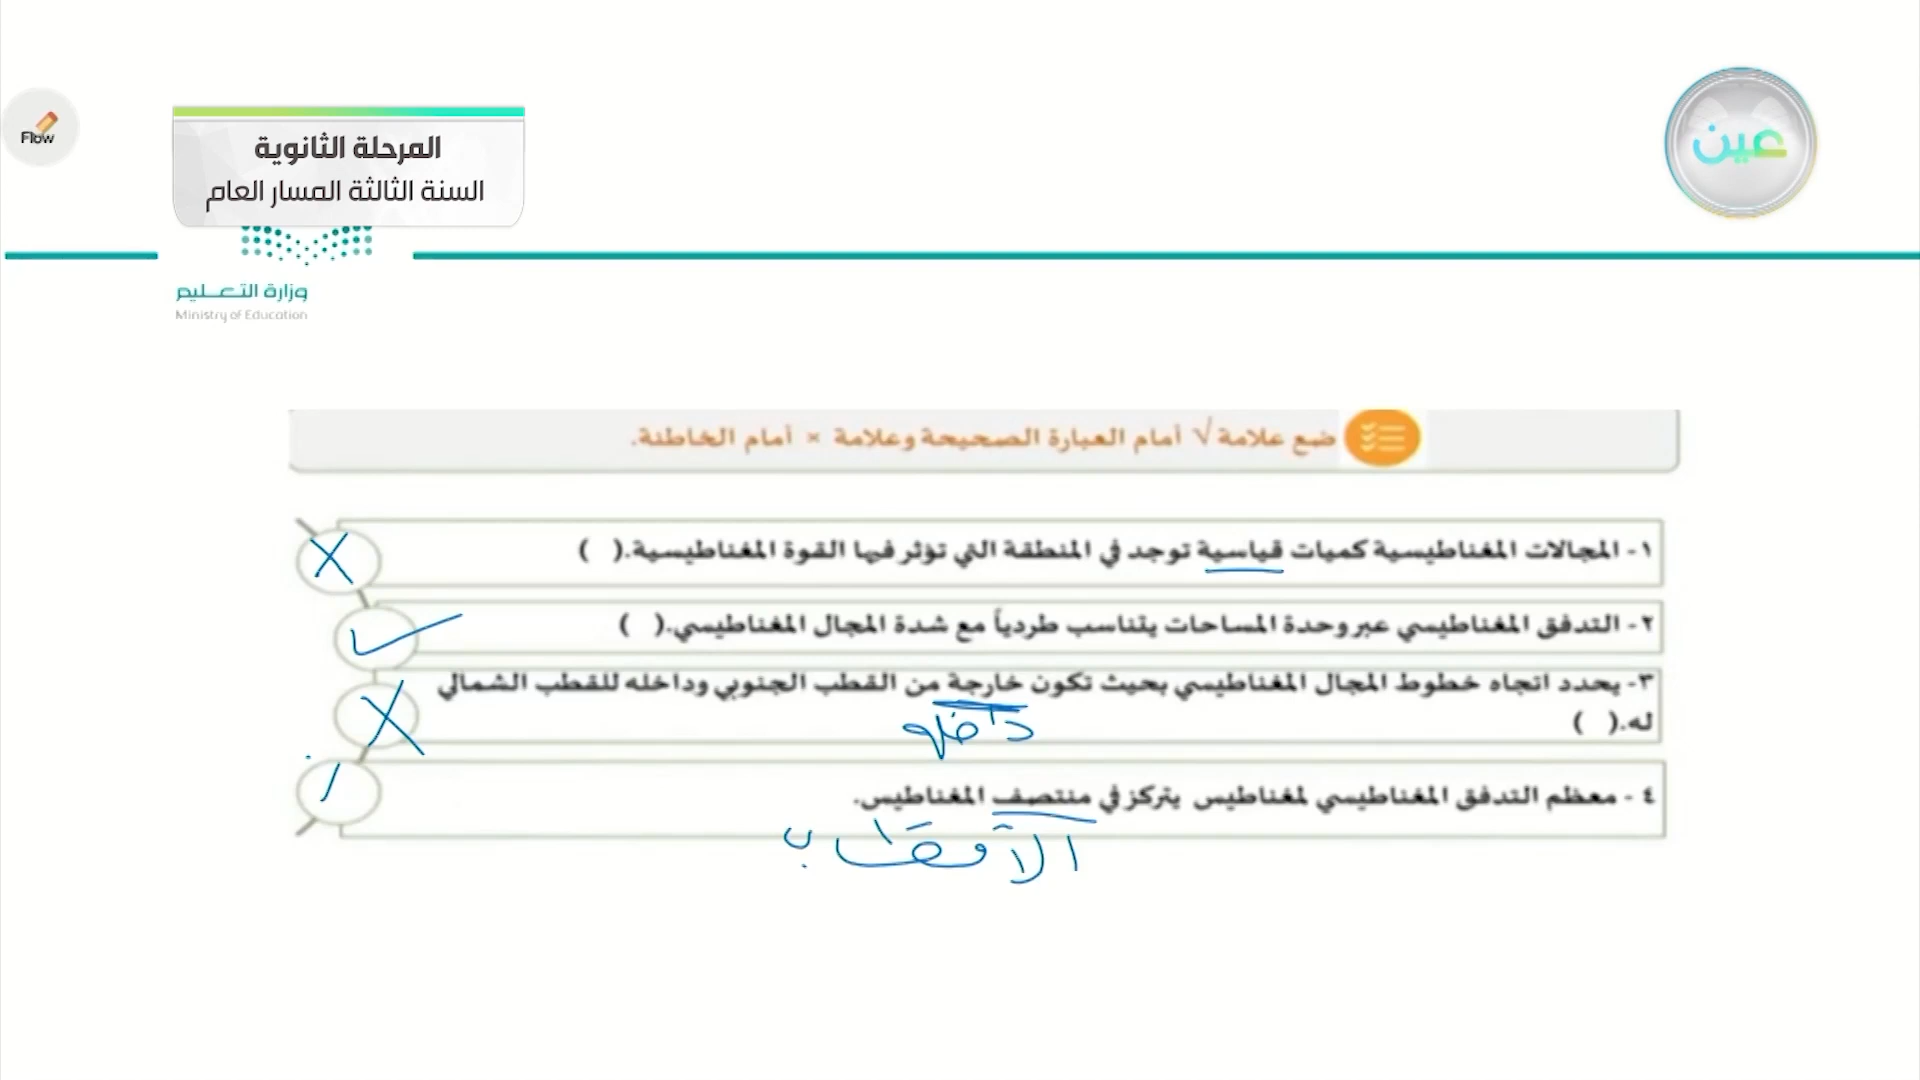 Flow
المرحلة الثانوية
السنة الثالثة المسار العام
عين
وزارة التعليم
Ministry of Education
ضع علامة √ أمام العبارة الصحيحة وعلامة × أمام الخاطئة.
١- المجالات المغناطيسية كميات قياسية توجد في المنطقة التي تؤثر فيها القوة المغناطيسية.( )
X
٢- التدفق المغناطيسي عبر وحدة المساحات يتناسب طردياً مع شدة المجال المغناطيسي.( )
✓
٣- يحدد اتجاه خطوط المجال المغناطيسي بحيث تكون خارجة من القطب الجنوبي وداخله للقطب الشمالي
له.( )
X
داخله
٤ - معظم التدفق المغناطيسي لمغناطيس يتركز في منتصف المغناطيس.